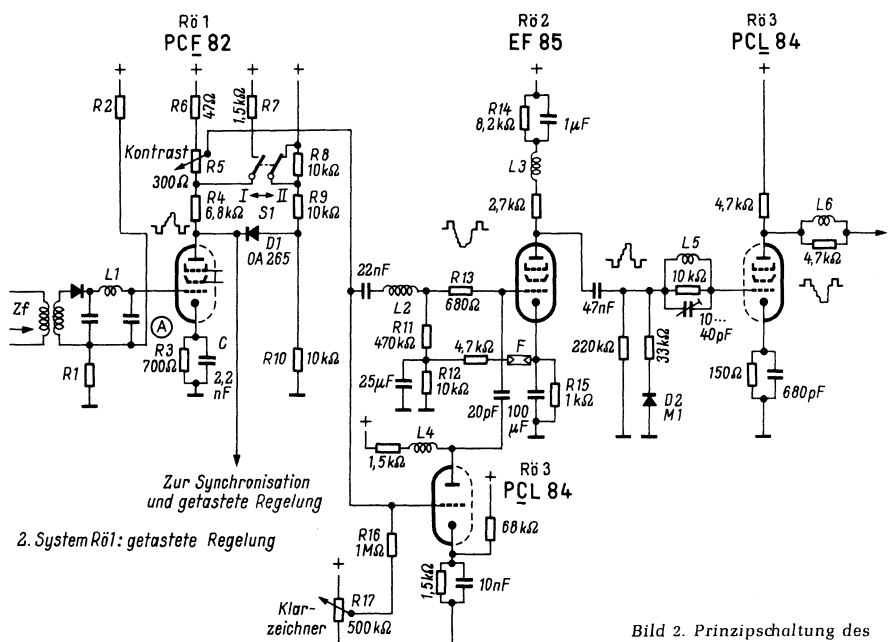 Rö 1
PCF 82
Rö 2
EF 85
Rö 3
PCL 84
+
+
+
+
+
+
R2
R6
47Ω
1,5kΩ
R7
Kontrast
R5
300Ω
R8
10kΩ
R4
6,8kΩ
I
II
S1
R9
10kΩ
D1
OA 265
R14
8,2kΩ
1µF
L3
2,7kΩ
4,7kΩ
L6
4,7kΩ
Zf
L1
A
R3
700Ω
C
2,2
nF
R1
R10
10kΩ
22nF
L2
R13
680Ω
R11
470kΩ
4,7kΩ
F
25µF
R12
10kΩ
20pF
100
µF
R15
1kΩ
47nF
220kΩ
33kΩ
D2
M1
L5
10kΩ
10...
40pF
150Ω
680pF
+
1,5kΩ
L4
Zur Synchronisation
und getastete Regelung
Rö 3
PCL 84
+
68kΩ
2. System Rö1: getastete Regelung
R16
1MΩ
1,5kΩ
10nF
+
Klar-
zeichner
R17
500kΩ
Bild 2. Prinzipschaltung des